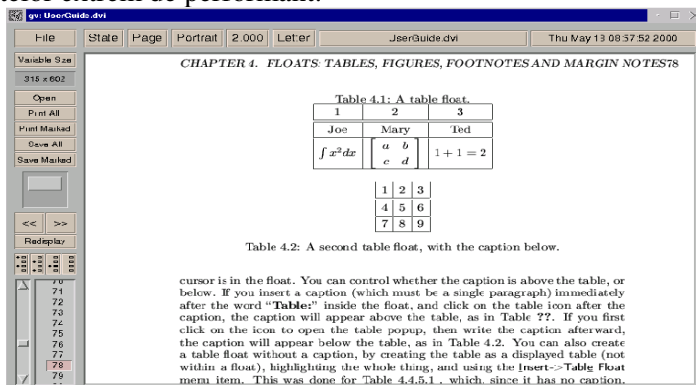 telor extrem de performant.
gv: UserGuide.dvi
File State Page Portrait 2.000 Letter UserGuide.dvi Thu May 13 08:57:52 2000
Variable Size
315 x 602
Open
Print All
Print Marked
Save All
Save Marked
<< >>
Redisplay
70
71
72
73
74
75
76
77
78
79
CHAPTER 4. FLOATS: TABLES, FIGURES, FOOTNOTES AND MARGIN NOTES78
Table 4.1: A table float.
1 2 3
Joe Mary Ted
∫ x²dx [a b c d] 1 + 1 = 2
1 2 3
4 5 6
7 8 9
Table 4.2: A second table float, with the caption below.
cursor is in the float. You can control whether the caption is above the table, or
below. If you insert a caption (which must be a single paragraph) immediately
after the word “Table:” inside the float, and click on the table icon after the
caption, the caption will appear above the table, as in Table ??. If you first
click on the icon to open the table popup, then write the caption afterward,
the caption will appear below the table, as in Table 4.2. You can also create
a table float without a caption, by creating the table as a displayed table (not
within a float), highlighting the whole thing, and using the Insert->Table Float
menu item. This was done for Table 4.4.5.1 , which, since it has no caption,